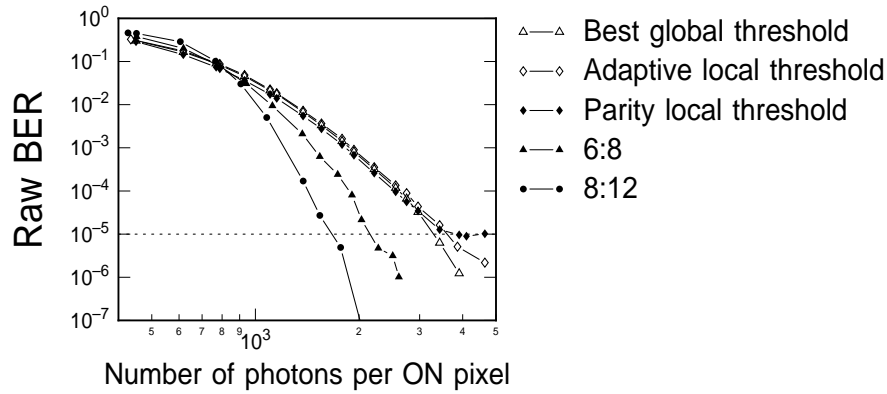 Raw BER
10^0
10^-1
10^-2
10^-3
10^-4
10^-5
10^-6
10^-7
5 6 7 8 9 10^3 2 3 4 5
Number of photons per ON pixel
Best global threshold
Adaptive local threshold
Parity local threshold
6:8
8:12